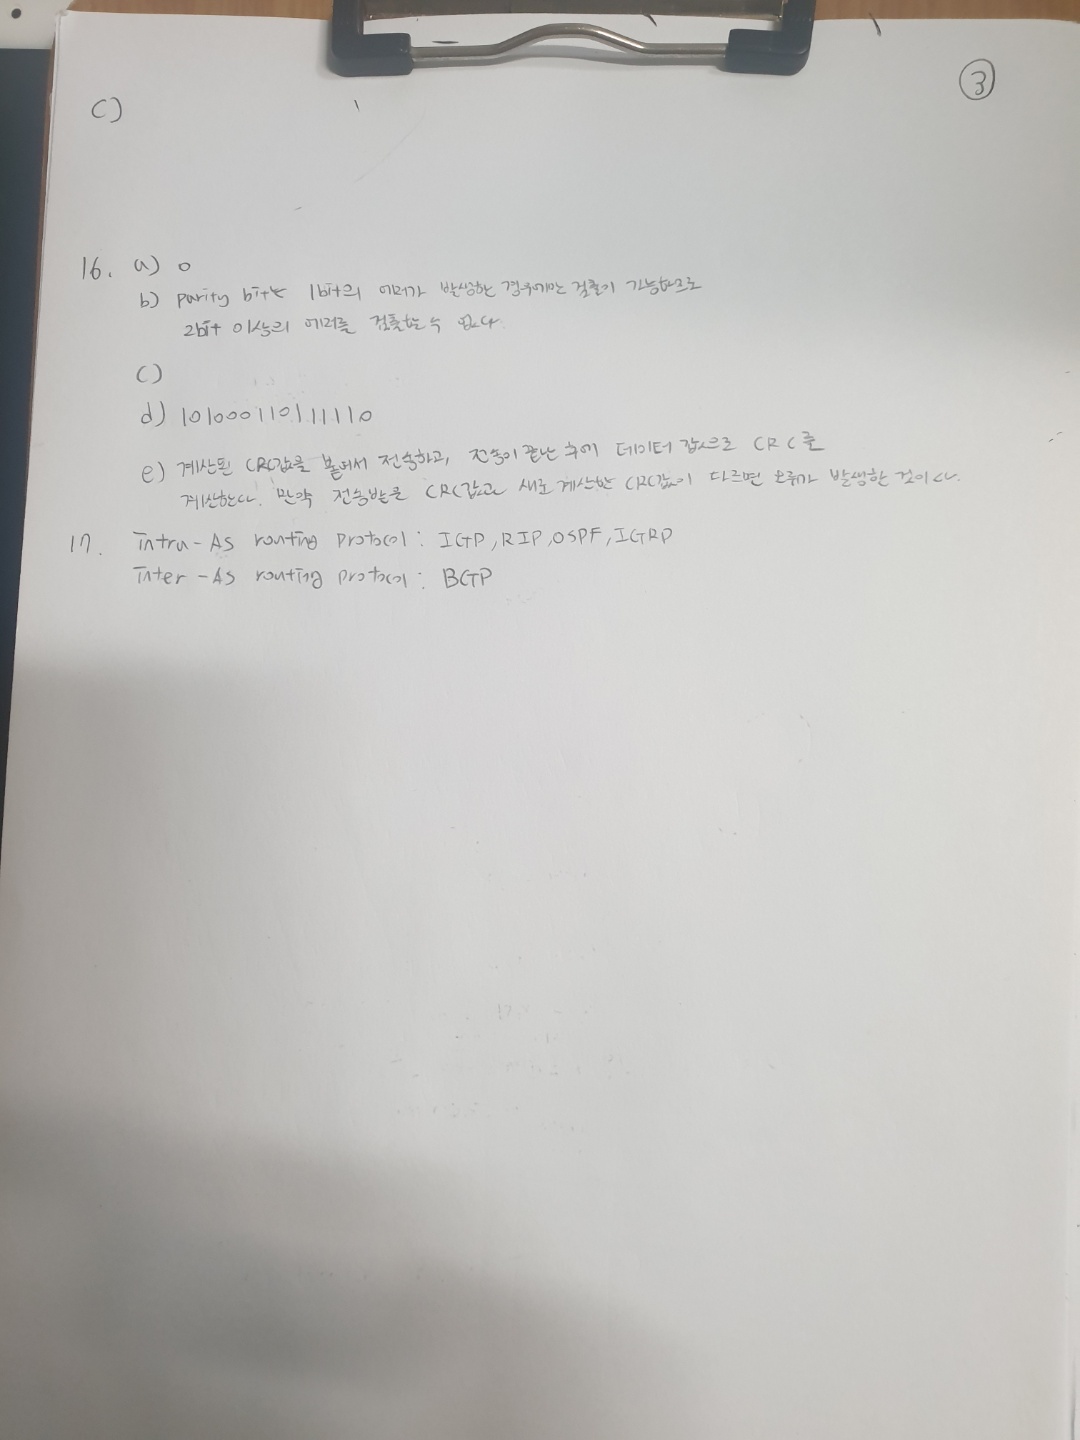 ③
C)
16. a) 0
b) parity bit는 1bit의 에러가 발생한 경우에만 검출이 가능하므로
2bit 이상의 에러를 검출할 수 없다.
C)
d) 101000110111110
e) 계산된 CRC값을 붙여서 전송하고, 전송이 끝난 후에 데이터 값으로 CRC를
계산한다. 만약 전송받은 CRC값과 새로 계산한 CRC값이 다르면 오류가 발생한 것이다.
17. intra-AS routing protocol : IGP, RIP, OSPF, IGRP
inter-AS routing protocol : BGP